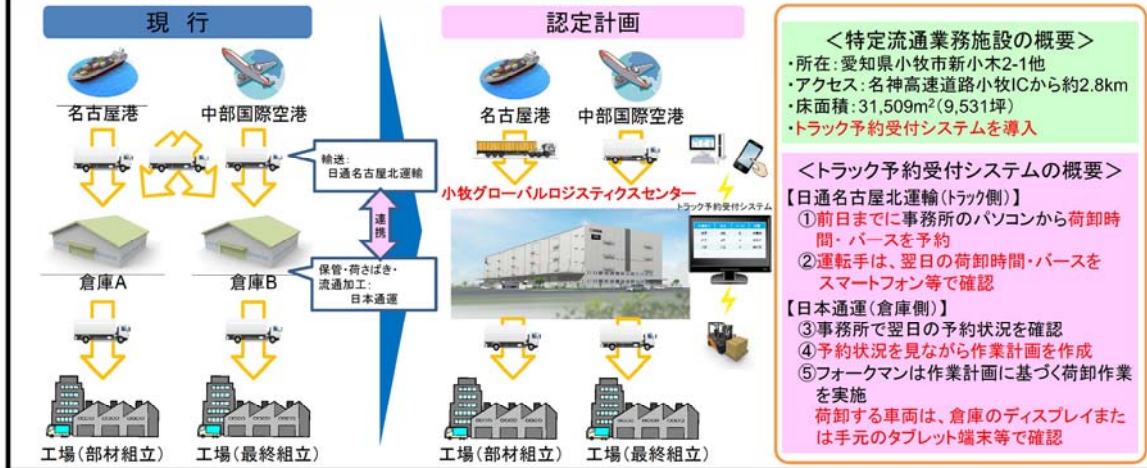 現 行
名古屋港
中部国際空港
輸送:
日通名古屋北運輸
連携
保管・荷さばき・
流通加工:
日本通運
倉庫A
倉庫B
工場(部材組立)
工場(最終組立)
認定計画
名古屋港
中部国際空港
小牧グローバルロジスティクスセンター
トラック予約受付システム
工場(部材組立)
工場(最終組立)
<特定流通業務施設の概要>
・所在:愛知県小牧市新小木2-1他
・アクセス:名神高速道路小牧ICから約2.8km
・床面積:31,509m²(9,531坪)
・トラック予約受付システムを導入
<トラック予約受付システムの概要>
【日通名古屋北運輸(トラック側)】
①前日までに事務所のパソコンから荷卸時
間・バースを予約
②運転手は、翌日の荷卸時間・バースを
スマートフォン等で確認
【日本通運(倉庫側)】
③事務所で翌日の予約状況を確認
④予約状況を見ながら作業計画を作成
⑤フォークマンは作業計画に基づく荷卸作業
を実施
荷卸する車両は、倉庫のディスプレイまた
は手元のタブレット端末等で確認